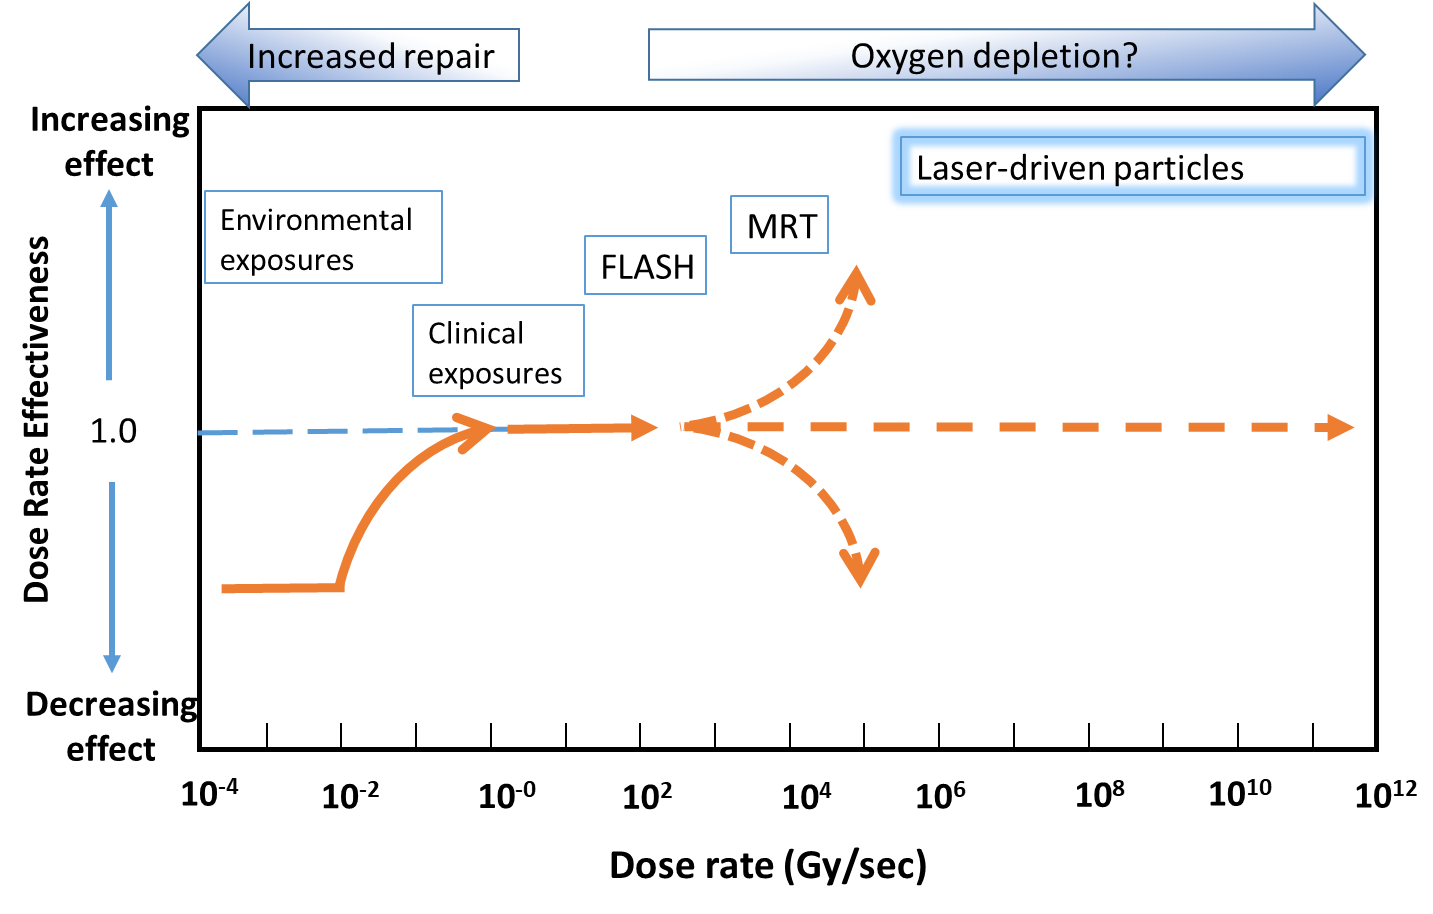 Increased repair
Oxygen depletion?
Increasing
effect
Laser-driven particles
Environmental
exposures
MRT
FLASH
Clinical
exposures
Dose Rate Effectiveness
1.0
Decreasing
effect
10⁻⁴ 10⁻² 10⁻⁰ 10² 10⁴ 10⁶ 10⁸ 10¹⁰ 10¹²
Dose rate (Gy/sec)